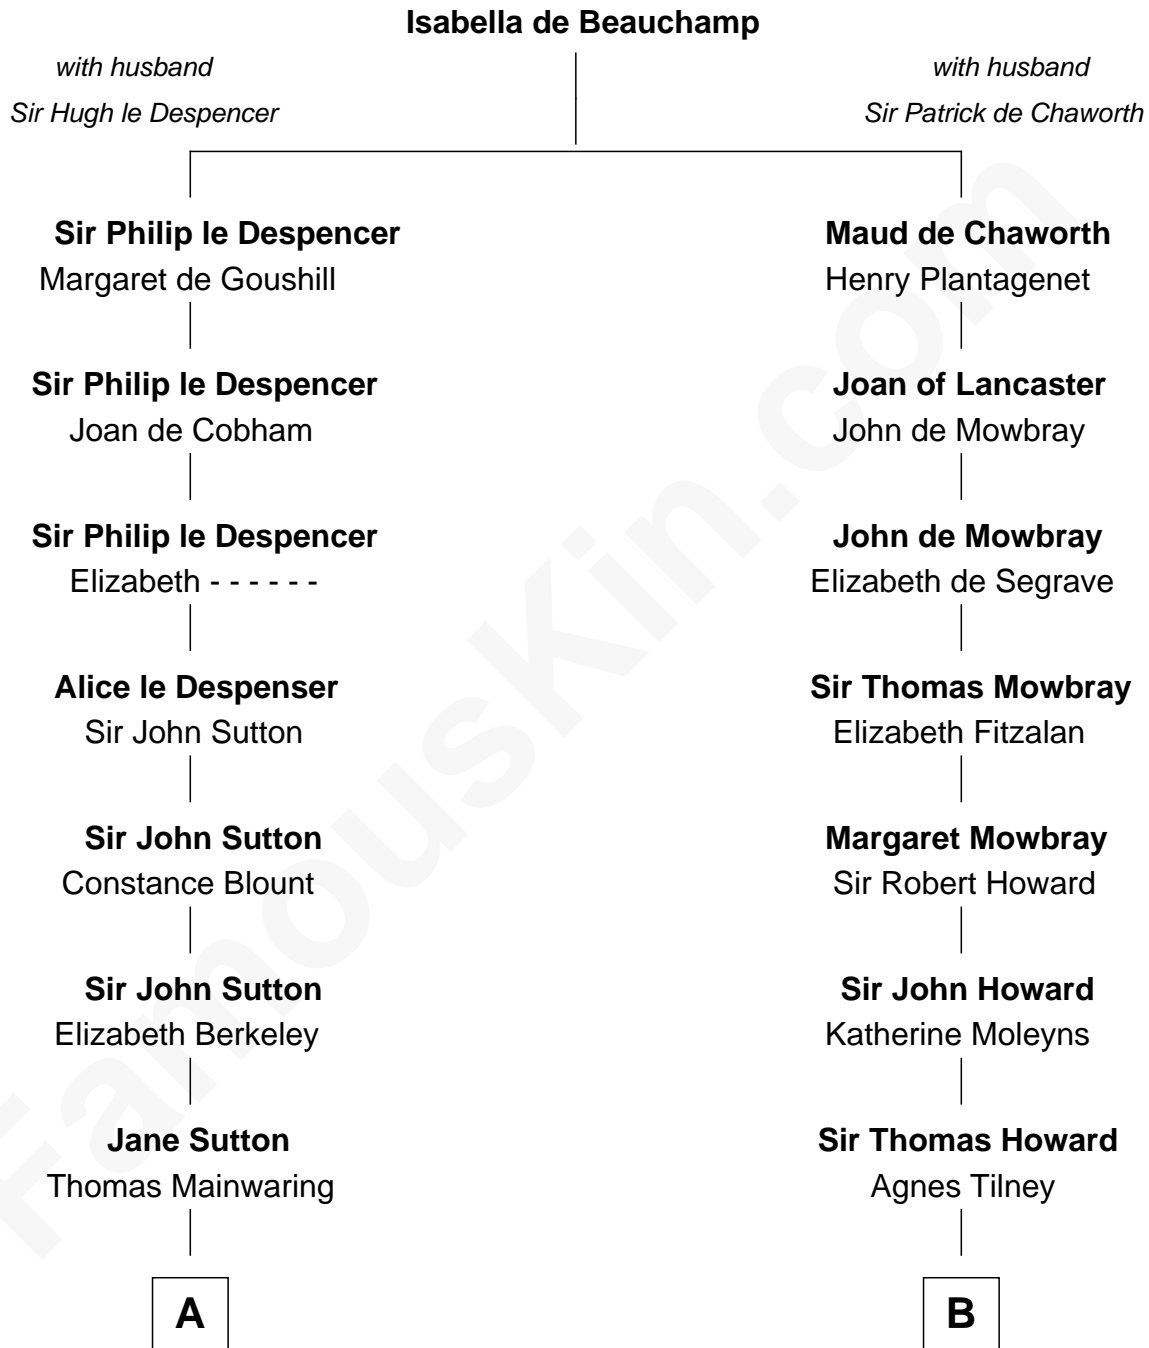 Isabella de Beauchamp
with husband
Sir Hugh le Despencer
with husband
Sir Patrick de Chaworth
Sir Philip le Despencer
Margaret de Goushill
Maud de Chaworth
Henry Plantagenet
Sir Philip le Despencer
Joan de Cobham
Joan of Lancaster
John de Mowbray
Sir Philip le Despencer
Elizabeth - - - - - -
John de Mowbray
Elizabeth de Segrave
Alice le Despenser
Sir John Sutton
Sir Thomas Mowbray
Elizabeth Fitzalan
Sir John Sutton
Constance Blount
Margaret Mowbray
Sir Robert Howard
Sir John Sutton
Elizabeth Berkeley
Sir John Howard
Katherine Moleyns
Jane Sutton
Thomas Mainwaring
Sir Thomas Howard
Agnes Tilney
A
B
FamousKin.com